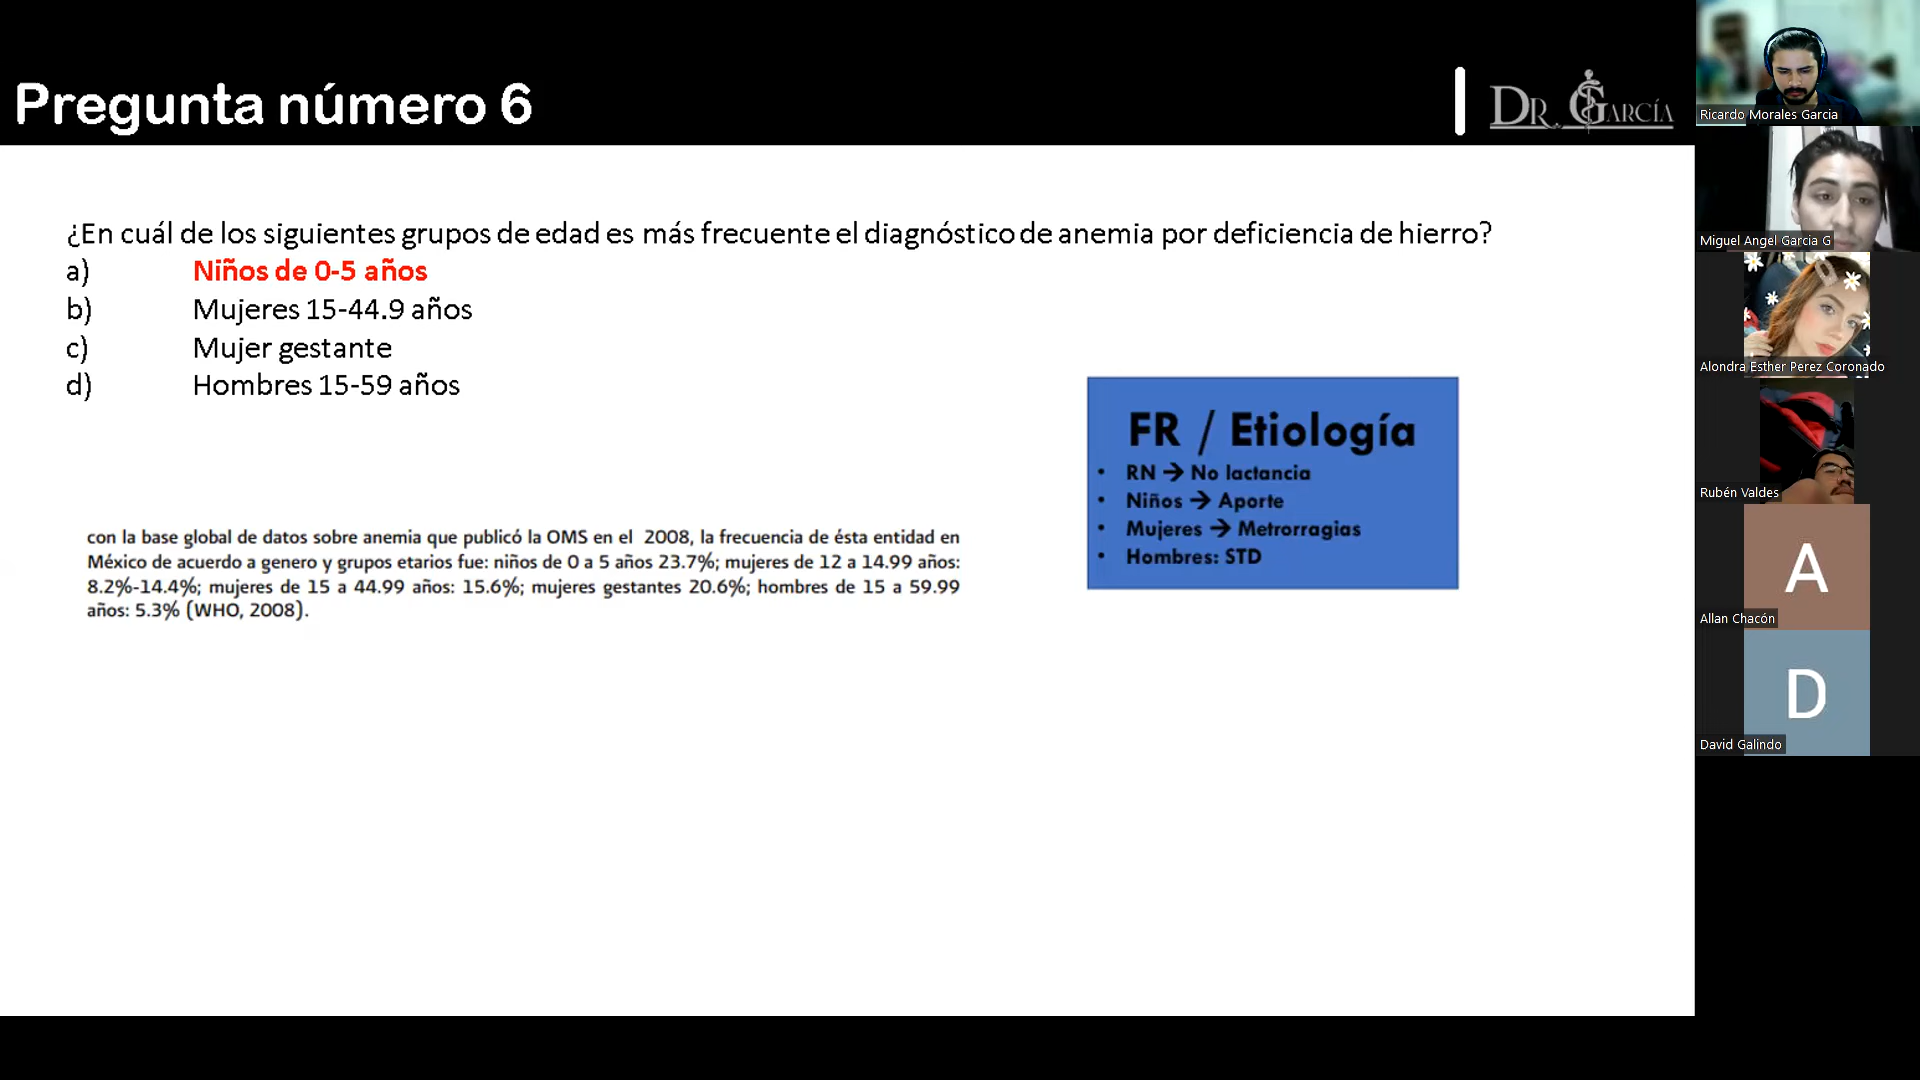 Pregunta número 6
DR. GARCÍA
¿En cuál de los siguientes grupos de edad es más frecuente el diagnóstico de anemia por deficiencia de hierro?
a) Niños de 0-5 años
b) Mujeres 15-44.9 años
c) Mujer gestante
d) Hombres 15-59 años
FR / Etiología
• RN → No lactancia
• Niños → Aporte
• Mujeres → Metrorragias
• Hombres: STD
con la base global de datos sobre anemia que publicó la OMS en el 2008, la frecuencia de ésta entidad en
México de acuerdo a genero y grupos etarios fue: niños de 0 a 5 años 23.7%; mujeres de 12 a 14.99 años:
8.2%-14.4%; mujeres de 15 a 44.99 años: 15.6%; mujeres gestantes 20.6%; hombres de 15 a 59.99
años: 5.3% (WHO, 2008).
Ricardo Morales Garcia
Miguel Angel Garcia G
Alondra Esther Perez Coronado
Rubén Valdes
A
Allan Chacón
D
David Galindo